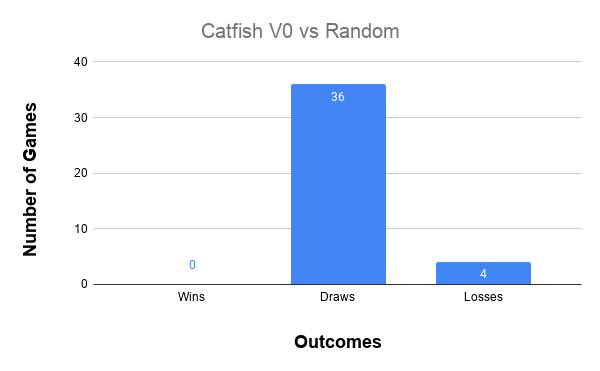 Catfish V0 vs Random
Number of Games
40
30
20
10
0
0
36
4
Wins
Draws
Losses
Outcomes